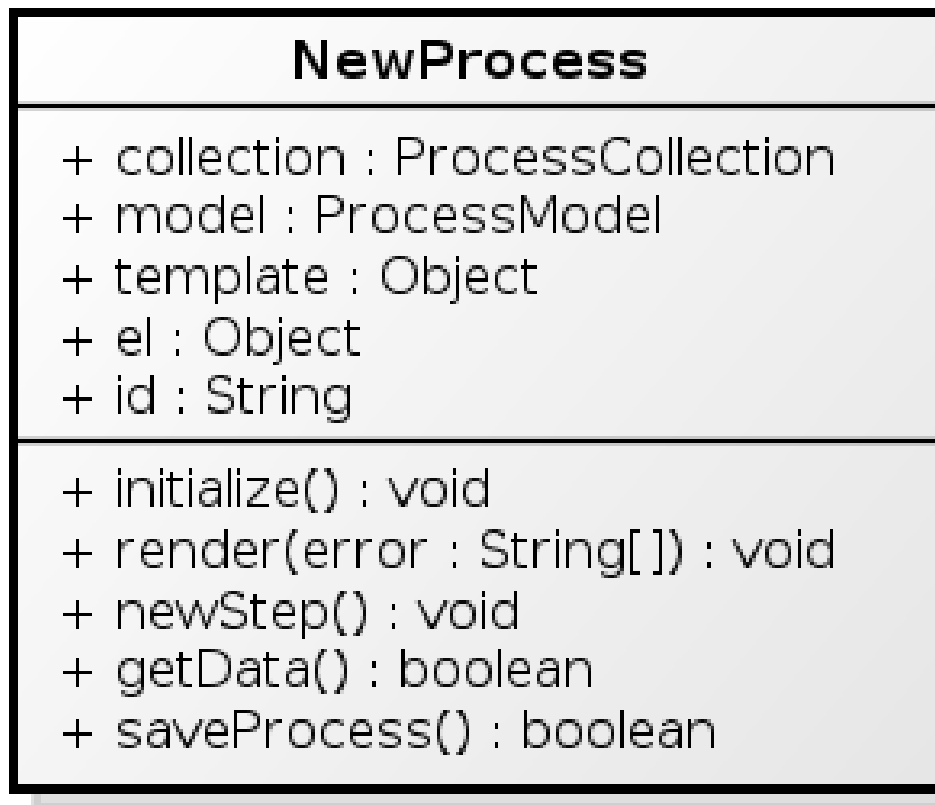 NewProcess
+ collection : ProcessCollection
+ model : ProcessModel
+ template : Object
+ el : Object
+ id : String
+ initialize() : void
+ render(error : String[]) : void
+ newStep() : void
+ getData() : boolean
+ saveProcess() : boolean